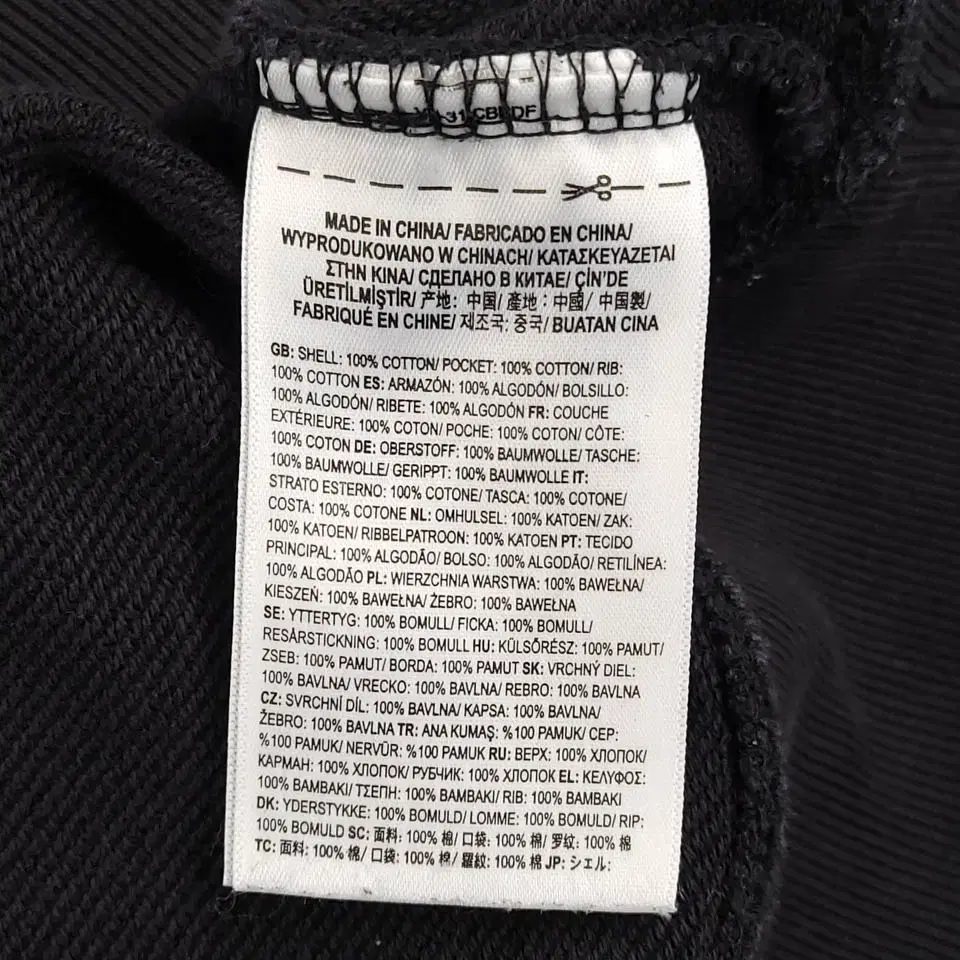 MADE IN CHINA/ FABRICADO EN CHINA/
WYPRODUKOWANO W CHINACH/ ΚΑΤΑΣΚΕΥΑΖΕΤΑΙ
ΣΤΗΝ ΚΙΝΑ/ СДЕЛАНО В КИТАЕ/ ÇİN'DE
ÜRETİLMİŞTİR/ 产地: 中国/ 產地: 中國/ 中国製/
FABRIQUÉ EN CHINE/ 제조국: 중국/ BUATAN CINA
GB: SHELL: 100% COTTON/ POCKET: 100% COTTON/ RIB:
100% COTTON ES: ARMAZÓN: 100% ALGODÓN/ BOLSILLO:
100% ALGODÓN/ RIBETE: 100% ALGODÓN FR: COUCHE
EXTÉRIEURE: 100% COTON/ POCHE: 100% COTON/ CÔTE:
100% COTON DE: OBERSTOFF: 100% BAUMWOLLE/ TASCHE:
100% BAUMWOLLE/ GERIPPT: 100% BAUMWOLLE IT:
STRATO ESTERNO: 100% COTONE/ TASCA: 100% COTONE/
COSTA: 100% COTONE NL: OMHULSEL: 100% KATOEN/ ZAK:
100% KATOEN/ RIBBELPATROON: 100% KATOEN PT: TECIDO
PRINCIPAL: 100% ALGODÃO/ BOLSO: 100% ALGODÃO/ RETILÍNEA:
100% ALGODÃO PL: WIERZCHNIA WARSTWA: 100% BAWEŁNA/
KIESZEŃ: 100% BAWEŁNA/ ŻEBRO: 100% BAWEŁNA
SE: YTTERTYG: 100% BOMULL/ FICKA: 100% BOMULL/
RESÅRSTICKNING: 100% BOMULL HU: KÜLSŐRÉSZ: 100% PAMUT/
ZSEB: 100% PAMUT/ BORDA: 100% PAMUT SK: VRCHNÝ DIEL:
100% BAVLNA/ VRECKO: 100% BAVLNA/ REBRO: 100% BAVLNA
CZ: SVRCHNÍ DÍL: 100% BAVLNA/ KAPSA: 100% BAVLNA/
ŽEBRO: 100% BAVLNA TR: ANA KUMAŞ: %100 PAMUK/ CEP:
%100 PAMUK/ NERVÜR: %100 PAMUK RU: ВЕРХ: 100% ХЛОПОК/
КАРМАН: 100% ХЛОПОК/ РУБЧИК: 100% ХЛОПОК EL: ΚΕΛΥΦΟΣ:
100% ΒΑΜΒΑΚΙ/ ΤΣΕΠΗ: 100% ΒΑΜΒΑΚΙ/ RIB: 100% ΒΑΜΒΑΚΙ
DK: YDERSTYKKE: 100% BOMULD/ LOMME: 100% BOMULD/ RIP:
100% BOMULD SC: 面料: 100% 棉/ 口袋: 100% 棉/ 罗纹: 100% 棉
TC: 面料: 100% 棉/ 口袋: 100% 棉/ 羅紋: 100% 棉 JP: シェル: